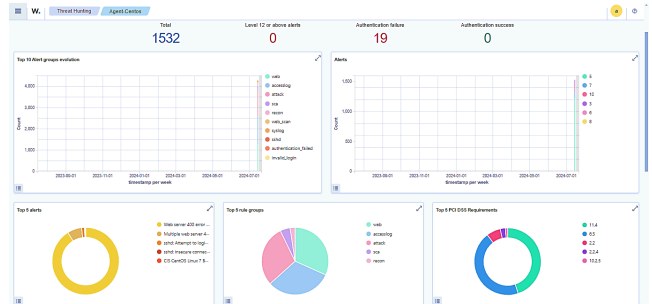 W. Threat Hunting Agent-Centos a
Total Level 12 or above alerts Authentication failure Authentication success
1532 0 19 0
Top 10 Alert groups evolution
Count
4,000
3,000
2,000
1,000
0
2023-09-01 2023-11-01 2024-01-01 2024-03-01 2024-05-01 2024-07-01
timestamp per week
web
accesslog
attack
sca
recon
web_scan
syslog
sshd
authentication_failed
invalid_login
Alerts
Count
1,500
500
0
2023-09-01 2023-11-01 2024-01-01 2024-03-01 2024-05-01 2024-07-01
timestamp per week
5
7
10
3
6
8
Top 5 alerts
Web server 400 error ...
Multiple web server 4...
sshd: Attempt to logi...
sshd: insecure connec...
CIS CentOS Linux 7 B...
Top 5 rule groups
web
accesslog
attack
sca
recon
Top 5 PCI DSS Requirements
11.4
6.5
2.2
2.2.4
10.2.5